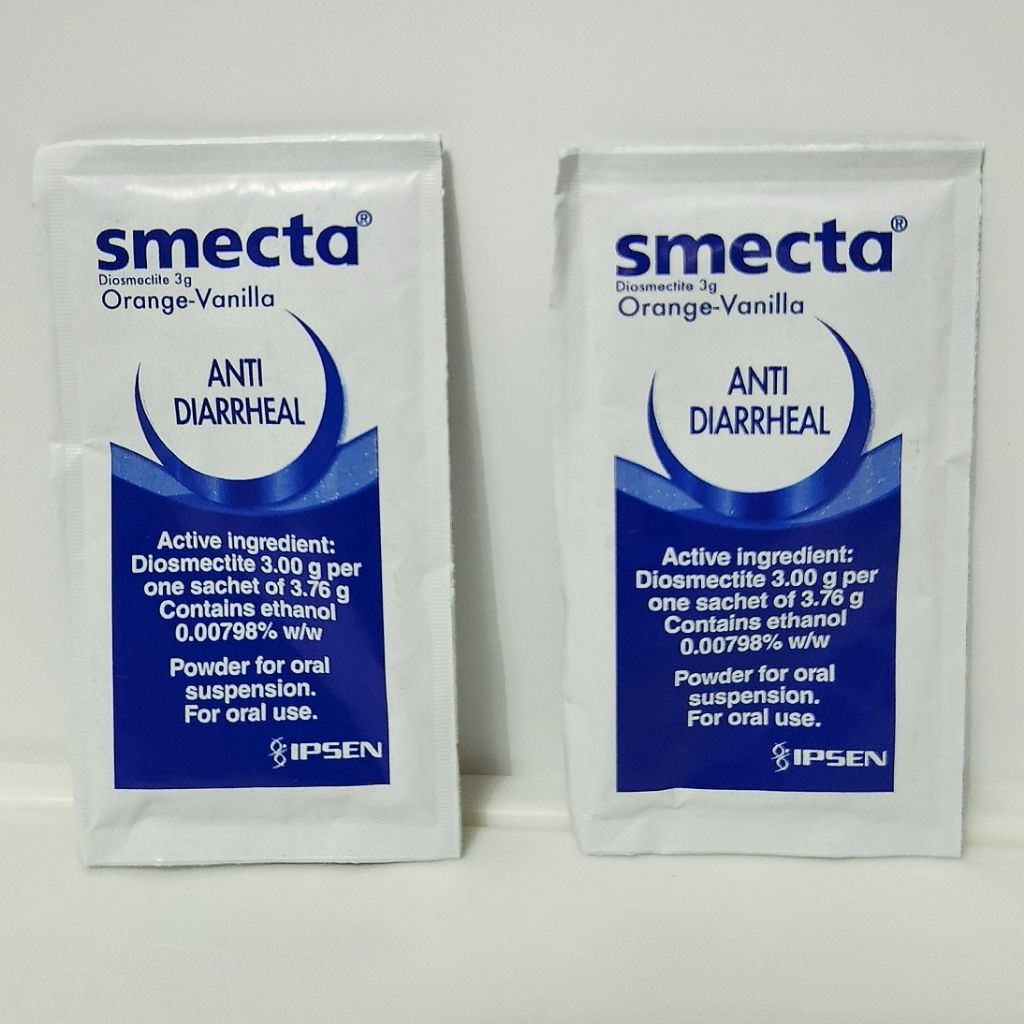 smecta®
Diosmectite 3g
Orange-Vanilla
ANTI
DIARRHEAL
Active ingredient:
Diosmectite 3.00 g per
one sachet of 3.76 g
Contains ethanol
0.00798% w/w
Powder for oral
suspension.
For oral use.
IPSEN
smecta®
Diosmectite 3g
Orange-Vanilla
ANTI
DIARRHEAL
Active ingredient:
Diosmectite 3.00 g per
one sachet of 3.76 g
Contains ethanol
0.00798% w/w
Powder for oral
suspension.
For oral use.
IPSEN